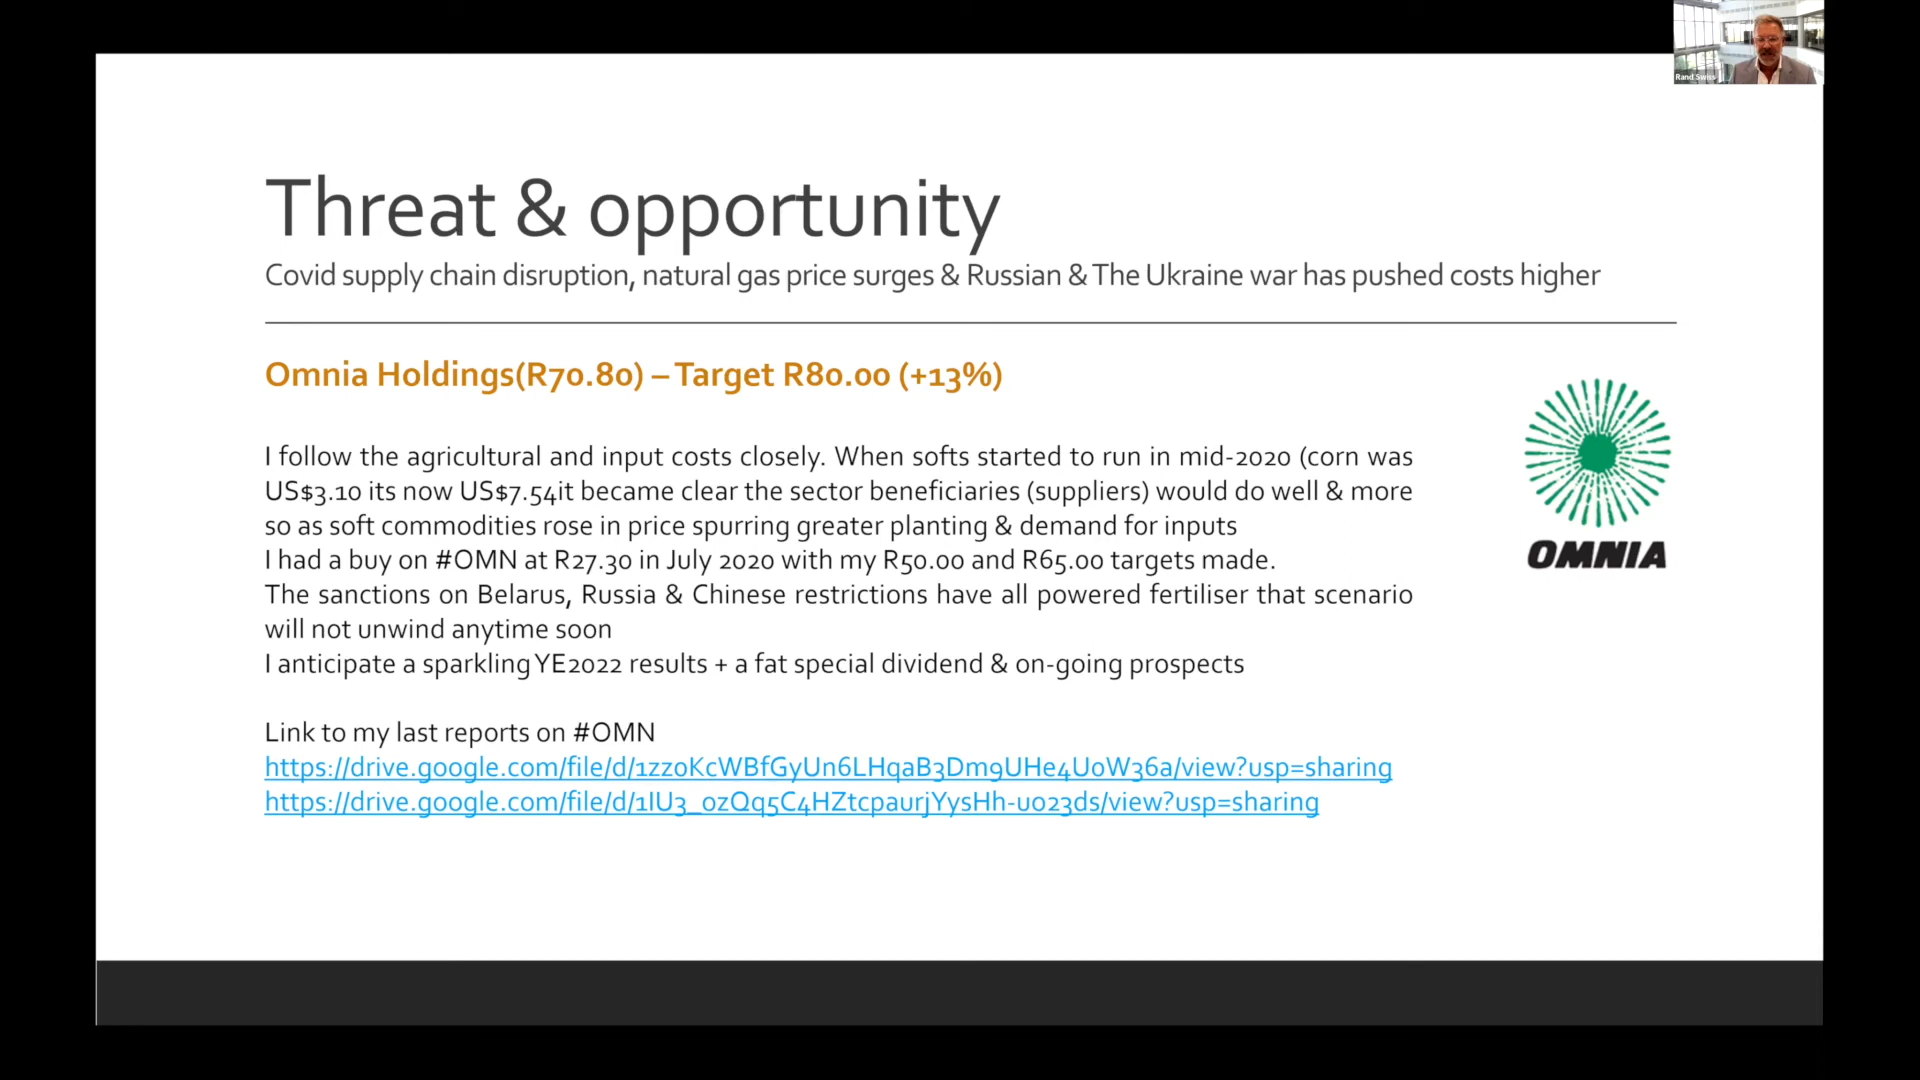 Rand Swiss
Threat & opportunity
Covid supply chain disruption, natural gas price surges & Russian & The Ukraine war has pushed costs higher
Omnia Holdings(R70.80) – Target R80.00 (+13%)
I follow the agricultural and input costs closely. When softs started to run in mid-2020 (corn was
US$3.10 its now US$7.54it became clear the sector beneficiaries (suppliers) would do well & more
so as soft commodities rose in price spurring greater planting & demand for inputs
I had a buy on #OMN at R27.30 in July 2020 with my R50.00 and R65.00 targets made.
The sanctions on Belarus, Russia & Chinese restrictions have all powered fertiliser that scenario
will not unwind anytime soon
I anticipate a sparkling YE2022 results + a fat special dividend & on-going prospects
OMNIA
Link to my last reports on #OMN
https://drive.google.com/file/d/1zz0KcWBfGyUn6LHqaB3Dm9UHe4U0W36a/view?usp=sharing
https://drive.google.com/file/d/1IU3_0zQq5C4HZtcpaurjYysHh-u023ds/view?usp=sharing